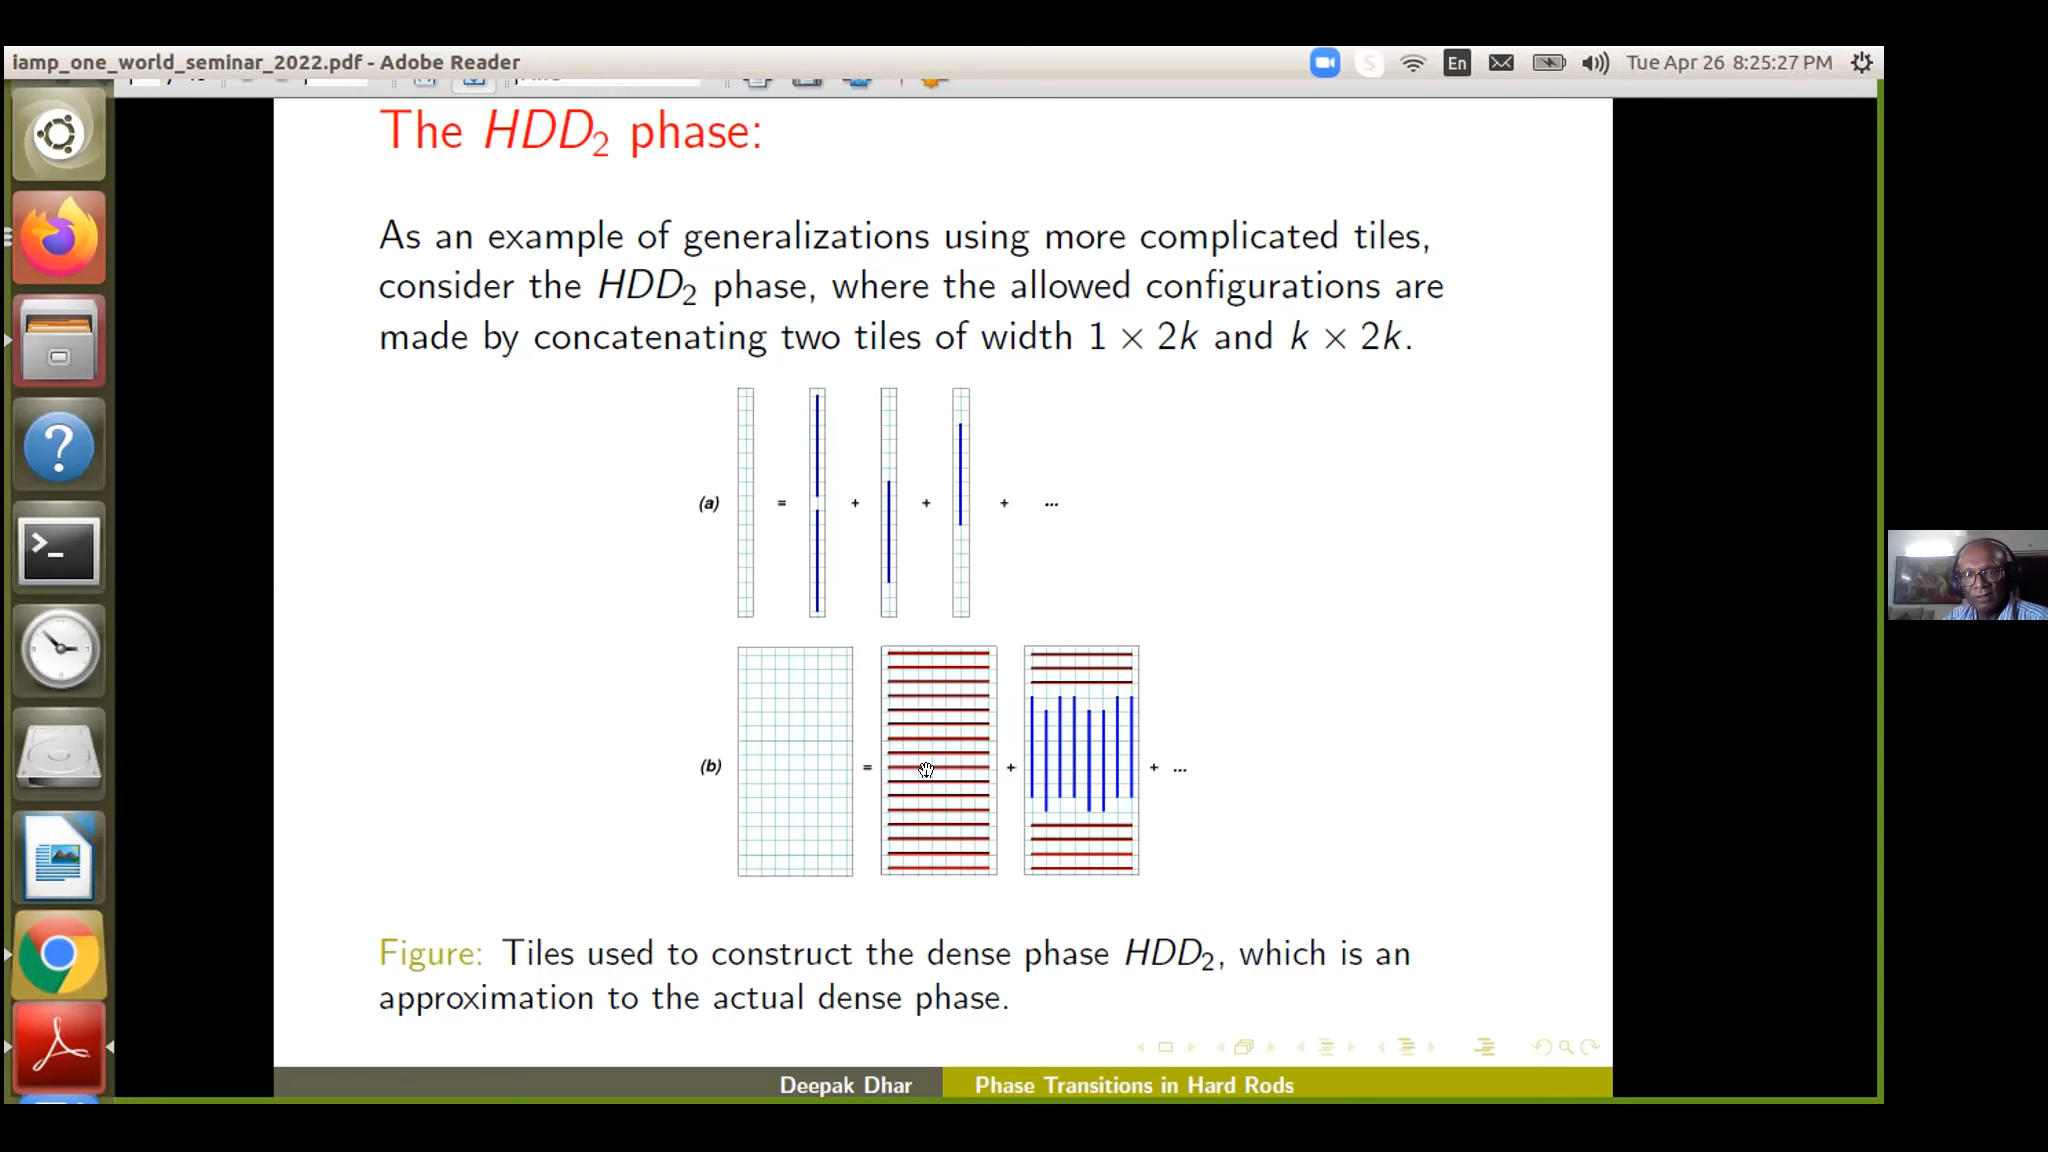 iamp_one_world_seminar_2022.pdf - Adobe Reader
En
Tue Apr 26 8:25:27 PM
The HDD₂ phase:
As an example of generalizations using more complicated tiles,
consider the HDD₂ phase, where the allowed configurations are
made by concatenating two tiles of width 1 × 2k and k × 2k.
(a) = + + + ...
(b) = + + ...
Figure: Tiles used to construct the dense phase HDD₂, which is an
approximation to the actual dense phase.
Deepak Dhar Phase Transitions in Hard Rods